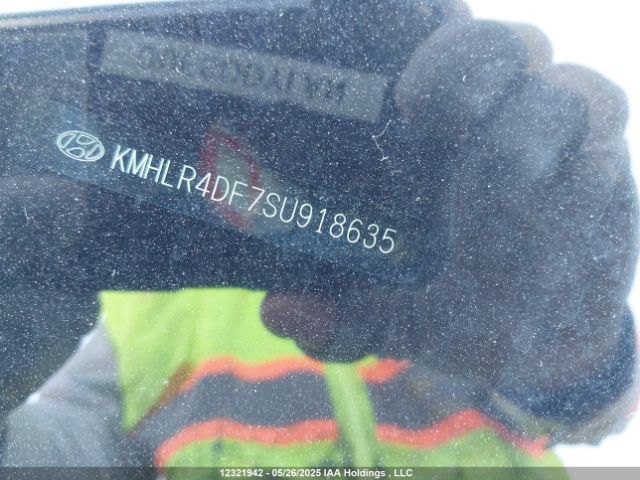 KMHLR4DF7SU918635
12321942 - 05/26/2025 IAA Holdings , LLC